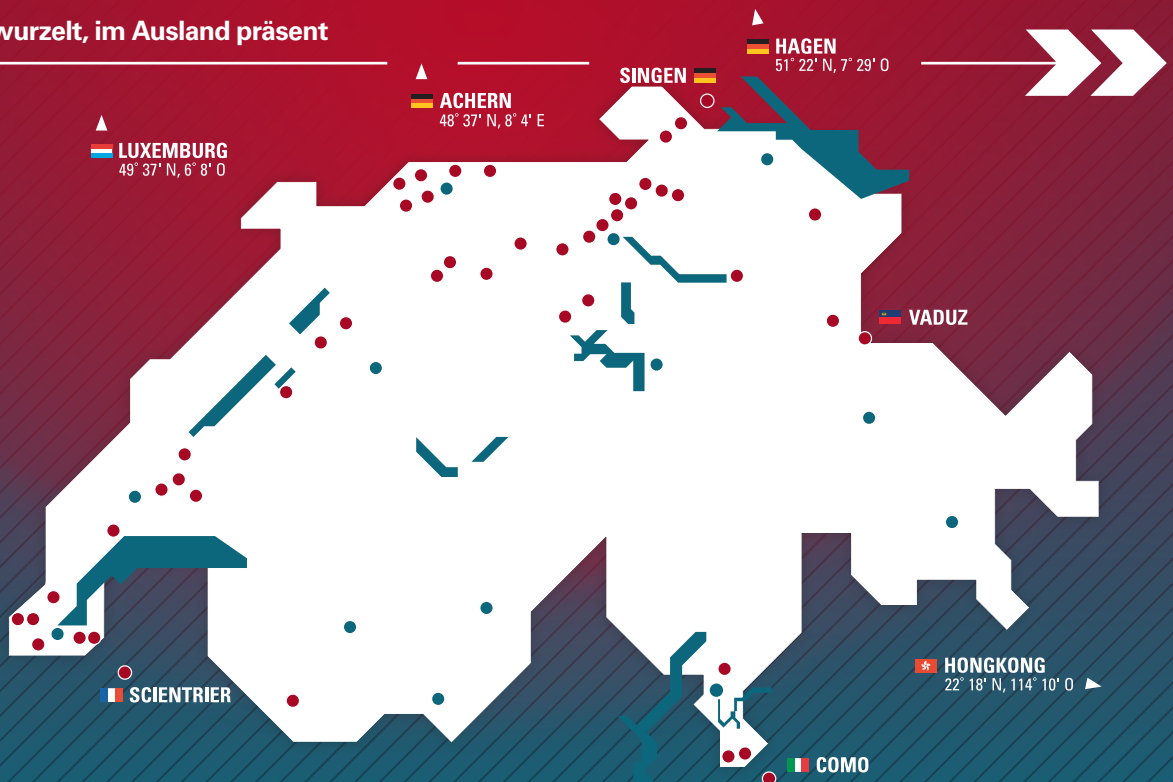 wurzelt, im Ausland präsent
HAGEN
51° 22' N, 7° 29' O
SINGEN
ACHERN
48° 37' N, 8° 4' E
LUXEMBURG
49° 37' N, 6° 8' O
VADUZ
HONGKONG
22° 18' N, 114° 10' O
SCIENTRIER
COMO